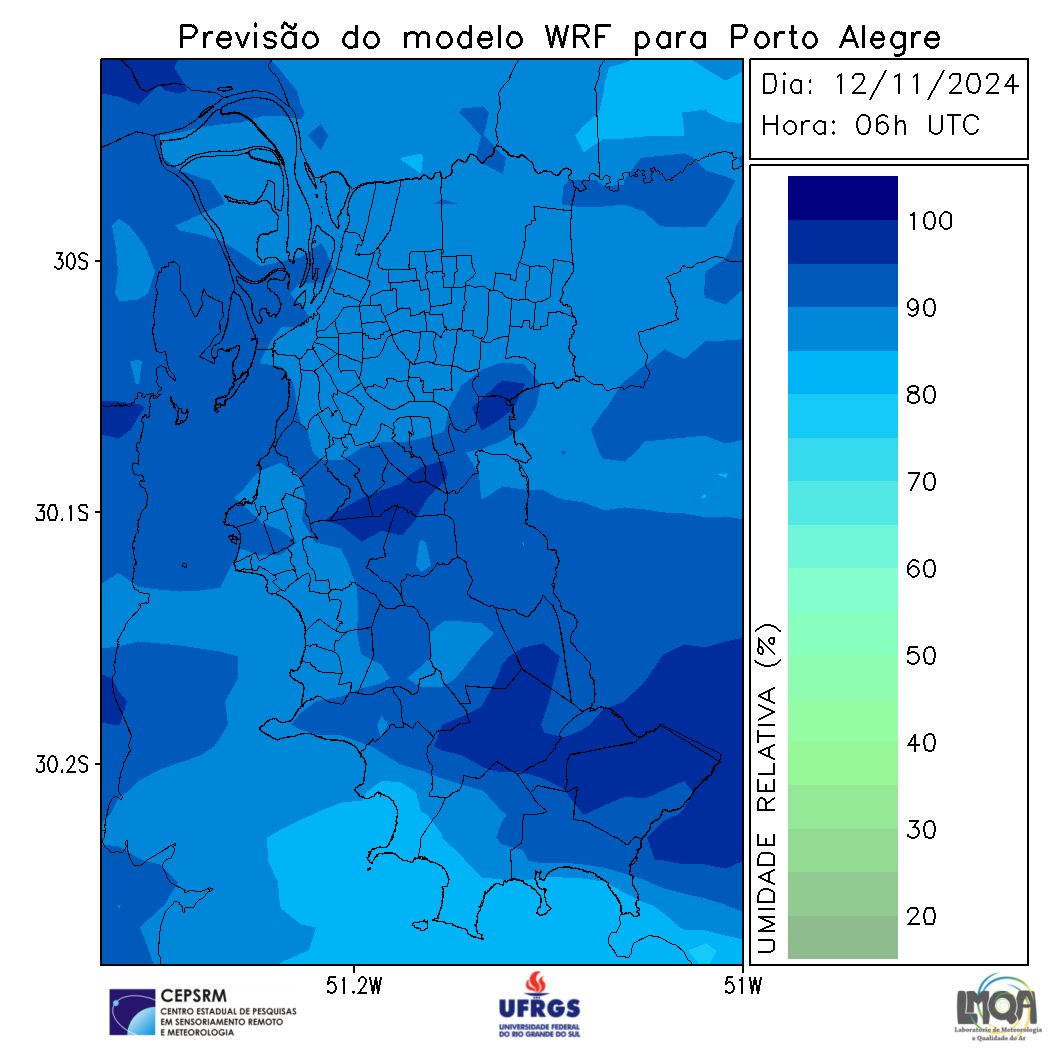 Previsão do modelo WRF para Porto Alegre
Dia: 12/11/2024
Hora: 06h UTC
30S
30.1S
30.2S
51.2W
51W
UMIDADE RELATIVA (%)
100
90
80
70
60
50
40
30
20
CEPSRM
CENTRO ESTADUAL DE PESQUISAS
EM SENSORIAMENTO REMOTO
E METEOROLOGIA
UFRGS
UNIVERSIDADE FEDERAL
DO RIO GRANDE DO SUL
LMQA
Laboratório de Meteorologia
e Qualidade do Ar